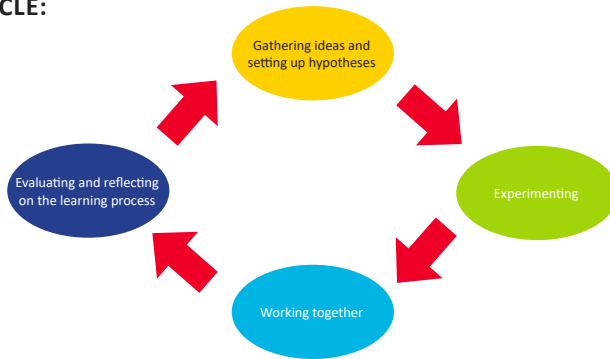 CLE:
Gathering ideas and
setting up hypotheses
Experimenting
Working together
Evaluating and reflecting
on the learning process